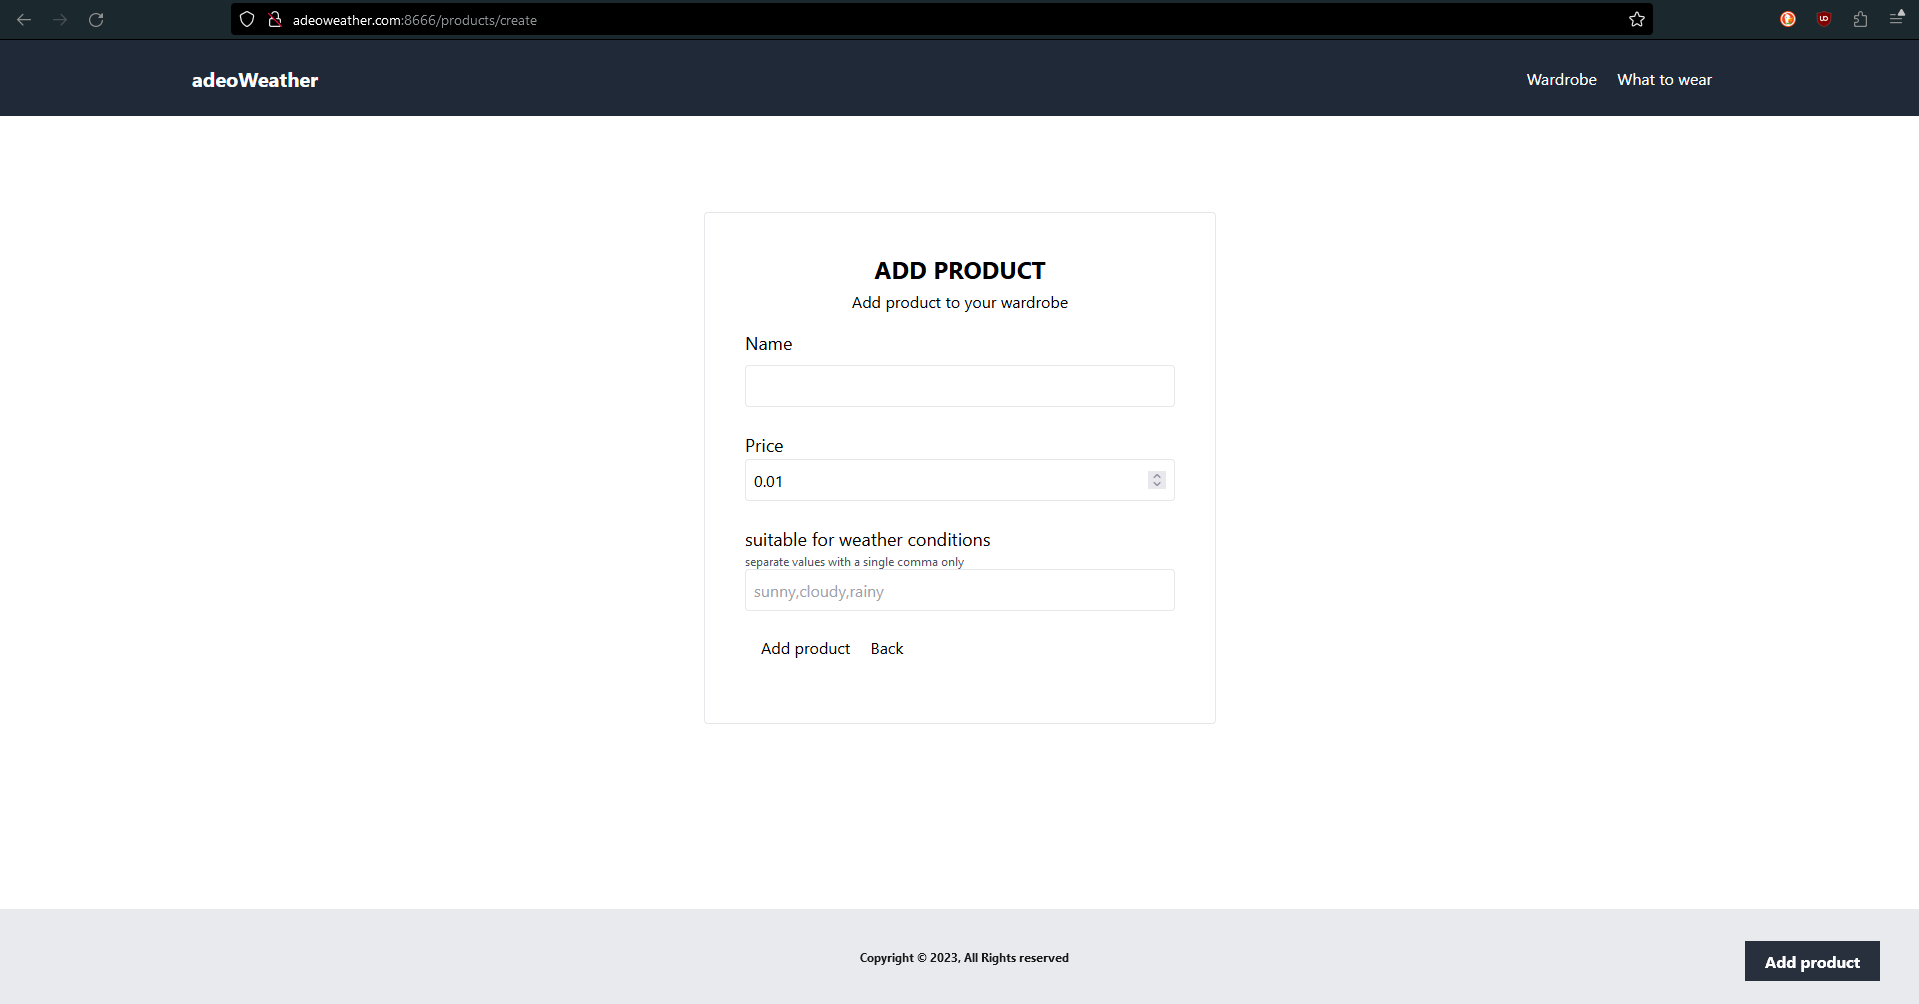 adeoweather.com:8666/products/create
adeoWeather
Wardrobe What to wear
ADD PRODUCT
Add product to your wardrobe
Name
Price
0.01
suitable for weather conditions
separate values with a single comma only
sunny,cloudy,rainy
Add product Back
Copyright © 2023, All Rights reserved
Add product